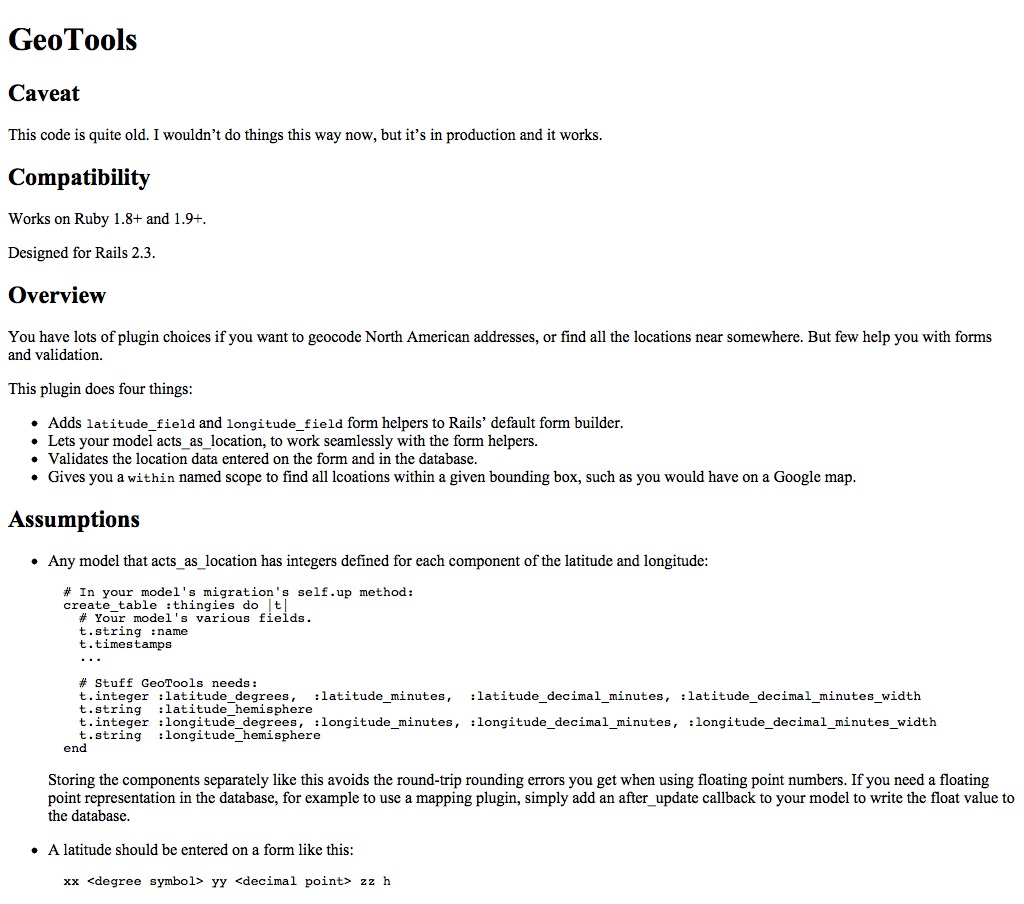 GeoTools
Caveat
This code is quite old. I wouldn’t do things this way now, but it’s in production and it works.
Compatibility
Works on Ruby 1.8+ and 1.9+.
Designed for Rails 2.3.
Overview
You have lots of plugin choices if you want to geocode North American addresses, or find all the locations near somewhere. But few help you with forms
and validation.
This plugin does four things:
• Adds latitude_field and longitude_field form helpers to Rails’ default form builder.
• Lets your model acts_as_location, to work seamlessly with the form helpers.
• Validates the location data entered on the form and in the database.
• Gives you a within named scope to find all lcoations within a given bounding box, such as you would have on a Google map.
Assumptions
• Any model that acts_as_location has integers defined for each component of the latitude and longitude:
# In your model's migration's self.up method:
create_table :thingies do |t|
  # Your model's various fields.
  t.string :name
  t.timestamps
  ...
  # Stuff GeoTools needs:
  t.integer :latitude_degrees,  :latitude_minutes,  :latitude_decimal_minutes, :latitude_decimal_minutes_width
  t.string  :latitude_hemisphere
  t.integer :longitude_degrees, :longitude_minutes, :longitude_decimal_minutes, :longitude_decimal_minutes_width
  t.string  :longitude_hemisphere
end
Storing the components separately like this avoids the round-trip rounding errors you get when using floating point numbers. If you need a floating
point representation in the database, for example to use a mapping plugin, simply add an after_update callback to your model to write the float value to
the database.
• A latitude should be entered on a form like this:
xx <degree symbol> yy <decimal point> zz h